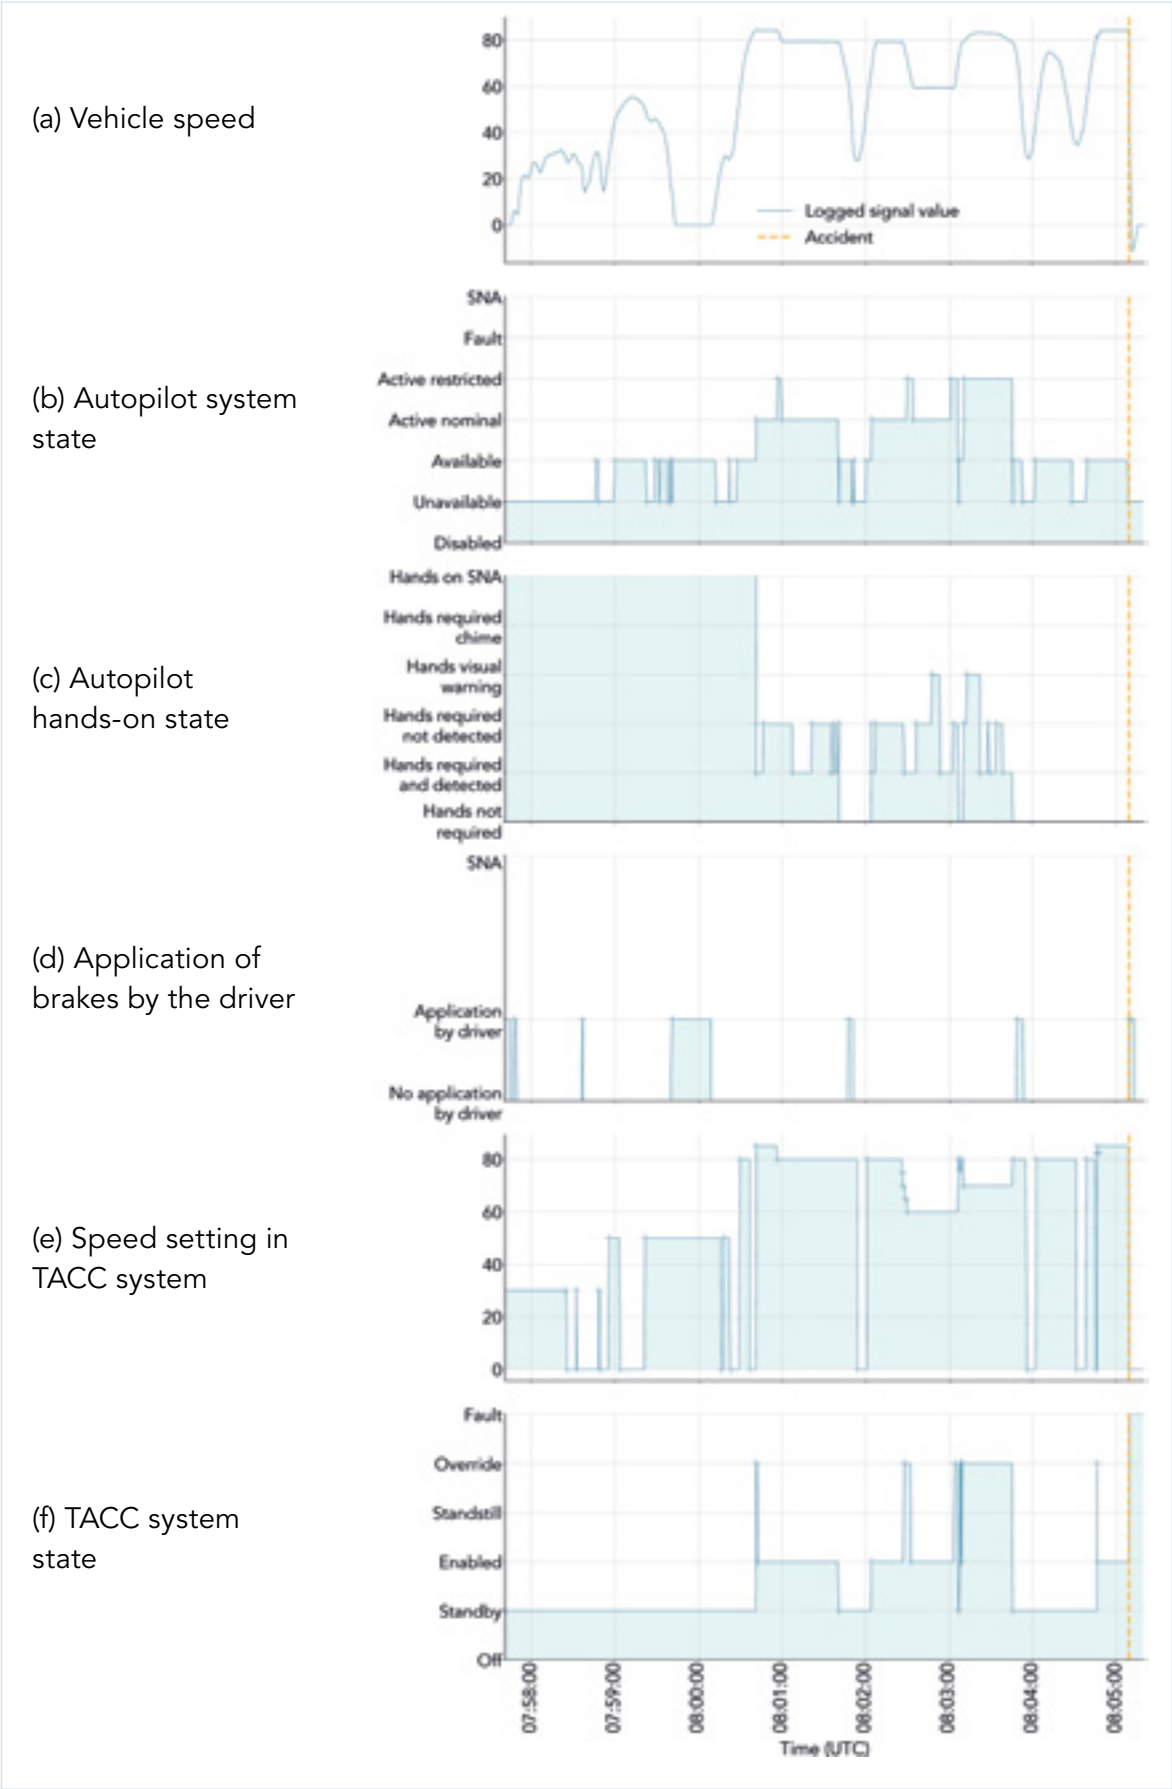 (a) Vehicle speed
80
60
40
20
0
Logged signal value
Accident
(b) Autopilot system
state
SNA
Fault
Active restricted
Active nominal
Available
Unavailable
Disabled
(c) Autopilot
hands-on state
Hands on SNA
Hands required
chime
Hands visual
warning
Hands required
not detected
Hands required
and detected
Hands not
required
(d) Application of
brakes by the driver
SNA
Application
by driver
No application
by driver
(e) Speed setting in
TACC system
80
60
40
20
0
(f) TACC system
state
Fault
Override
Standstill
Enabled
Standby
Off
07:58:00
07:59:00
08:00:00
08:01:00
08:02:00
08:03:00
08:04:00
08:05:00
Time (UTC)